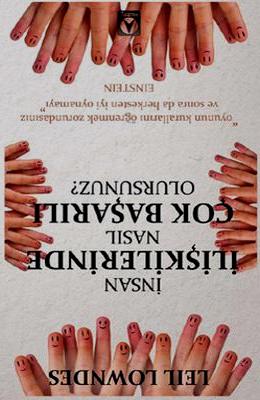 LEIL LOWNDES
İNSAN
İLİŞKİLERİNDE
NASIL
ÇOK BAŞARILI
OLURSUNUZ?
"oyunun kurallarını öğrenmek zorundasınız
ve sonra da herkesten iyi oynamayı"
EINSTEIN